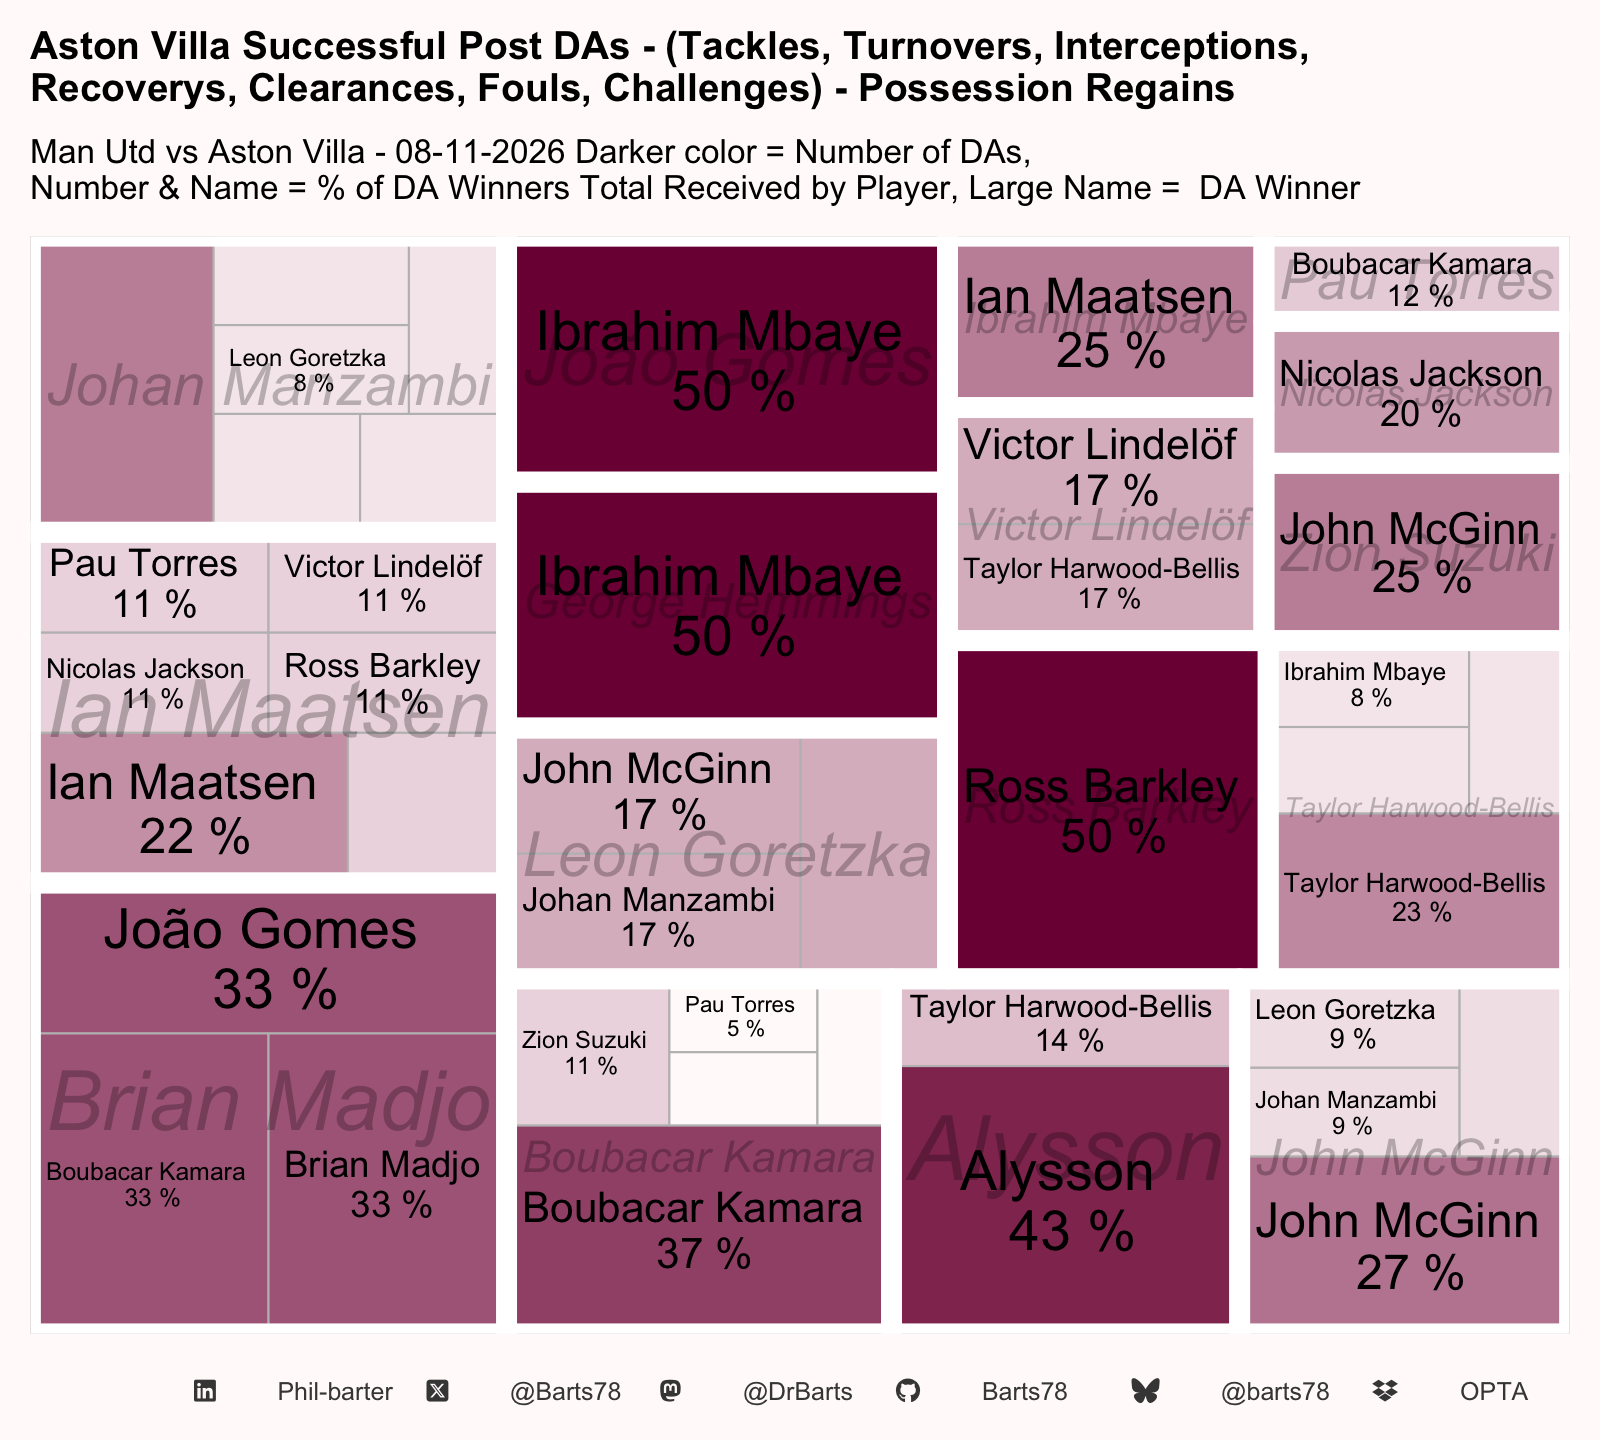 Aston Villa Successful Post DAs - (Tackles, Turnovers, Interceptions,
Recoverys, Clearances, Fouls, Challenges) - Possession Regains
Man Utd vs Aston Villa - 08-11-2026 Darker color = Number of DAs,
Number & Name = % of DA Winners Total Received by Player, Large Name =  DA Winner
Johan Manzambi
Leon Goretzka
8 %
Ian Maatsen
Pau Torres
11 %
Victor Lindelöf
11 %
Nicolas Jackson
11 %
Ross Barkley
11 %
Ian Maatsen
22 %
Brian Madjo
João Gomes
33 %
Boubacar Kamara
33 %
Brian Madjo
33 %
João Gomes
Ibrahim Mbaye
50 %
George Hemmings
Ibrahim Mbaye
50 %
Leon Goretzka
John McGinn
17 %
Johan Manzambi
17 %
Boubacar Kamara
Zion Suzuki
11 %
Pau Torres
5 %
Boubacar Kamara
37 %
Ibrahim Mbaye
Ian Maatsen
25 %
Victor Lindelöf
Victor Lindelöf
17 %
Taylor Harwood-Bellis
17 %
Ross Barkley
Ross Barkley
50 %
Alysson
Taylor Harwood-Bellis
14 %
Alysson
43 %
Pau Torres
Boubacar Kamara
12 %
Nicolas Jackson
Nicolas Jackson
20 %
Zion Suzuki
John McGinn
25 %
Taylor Harwood-Bellis
Ibrahim Mbaye
8 %
Taylor Harwood-Bellis
23 %
John McGinn
Leon Goretzka
9 %
Johan Manzambi
9 %
John McGinn
27 %
Phil-barter
@Barts78
@DrBarts
Barts78
@barts78
OPTA